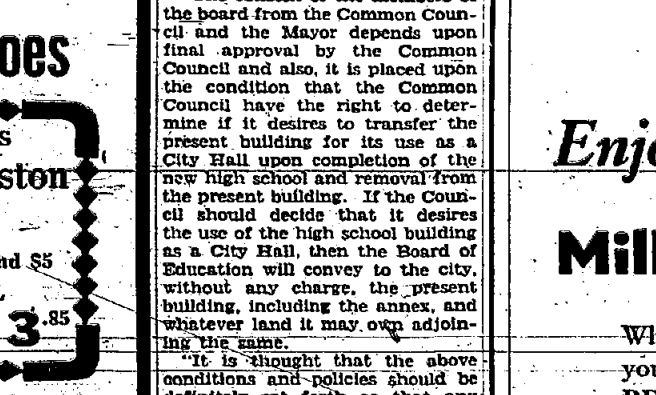 the board from the Common Coun-
cil and the Mayor depends upon
final approval by the Common
Council and also, it is placed upon
the condition that the Common
Council have the right to deter-
mine if it desires to transfer the
present building for its use as a
City Hall upon completion of the
new high school and removal from
the present building. If the Coun-
cil should decide that it desires
the use of the high school building
as a City Hall, then the Board of
Education will convey to the city,
without any charge, the present
building, including the annex, and
whatever land it may own adjoin-
ing the same.
"It is thought that the above
conditions and policies should be
oes
s
ston
nd $5
3.85
Enj
Mill
Wh
you